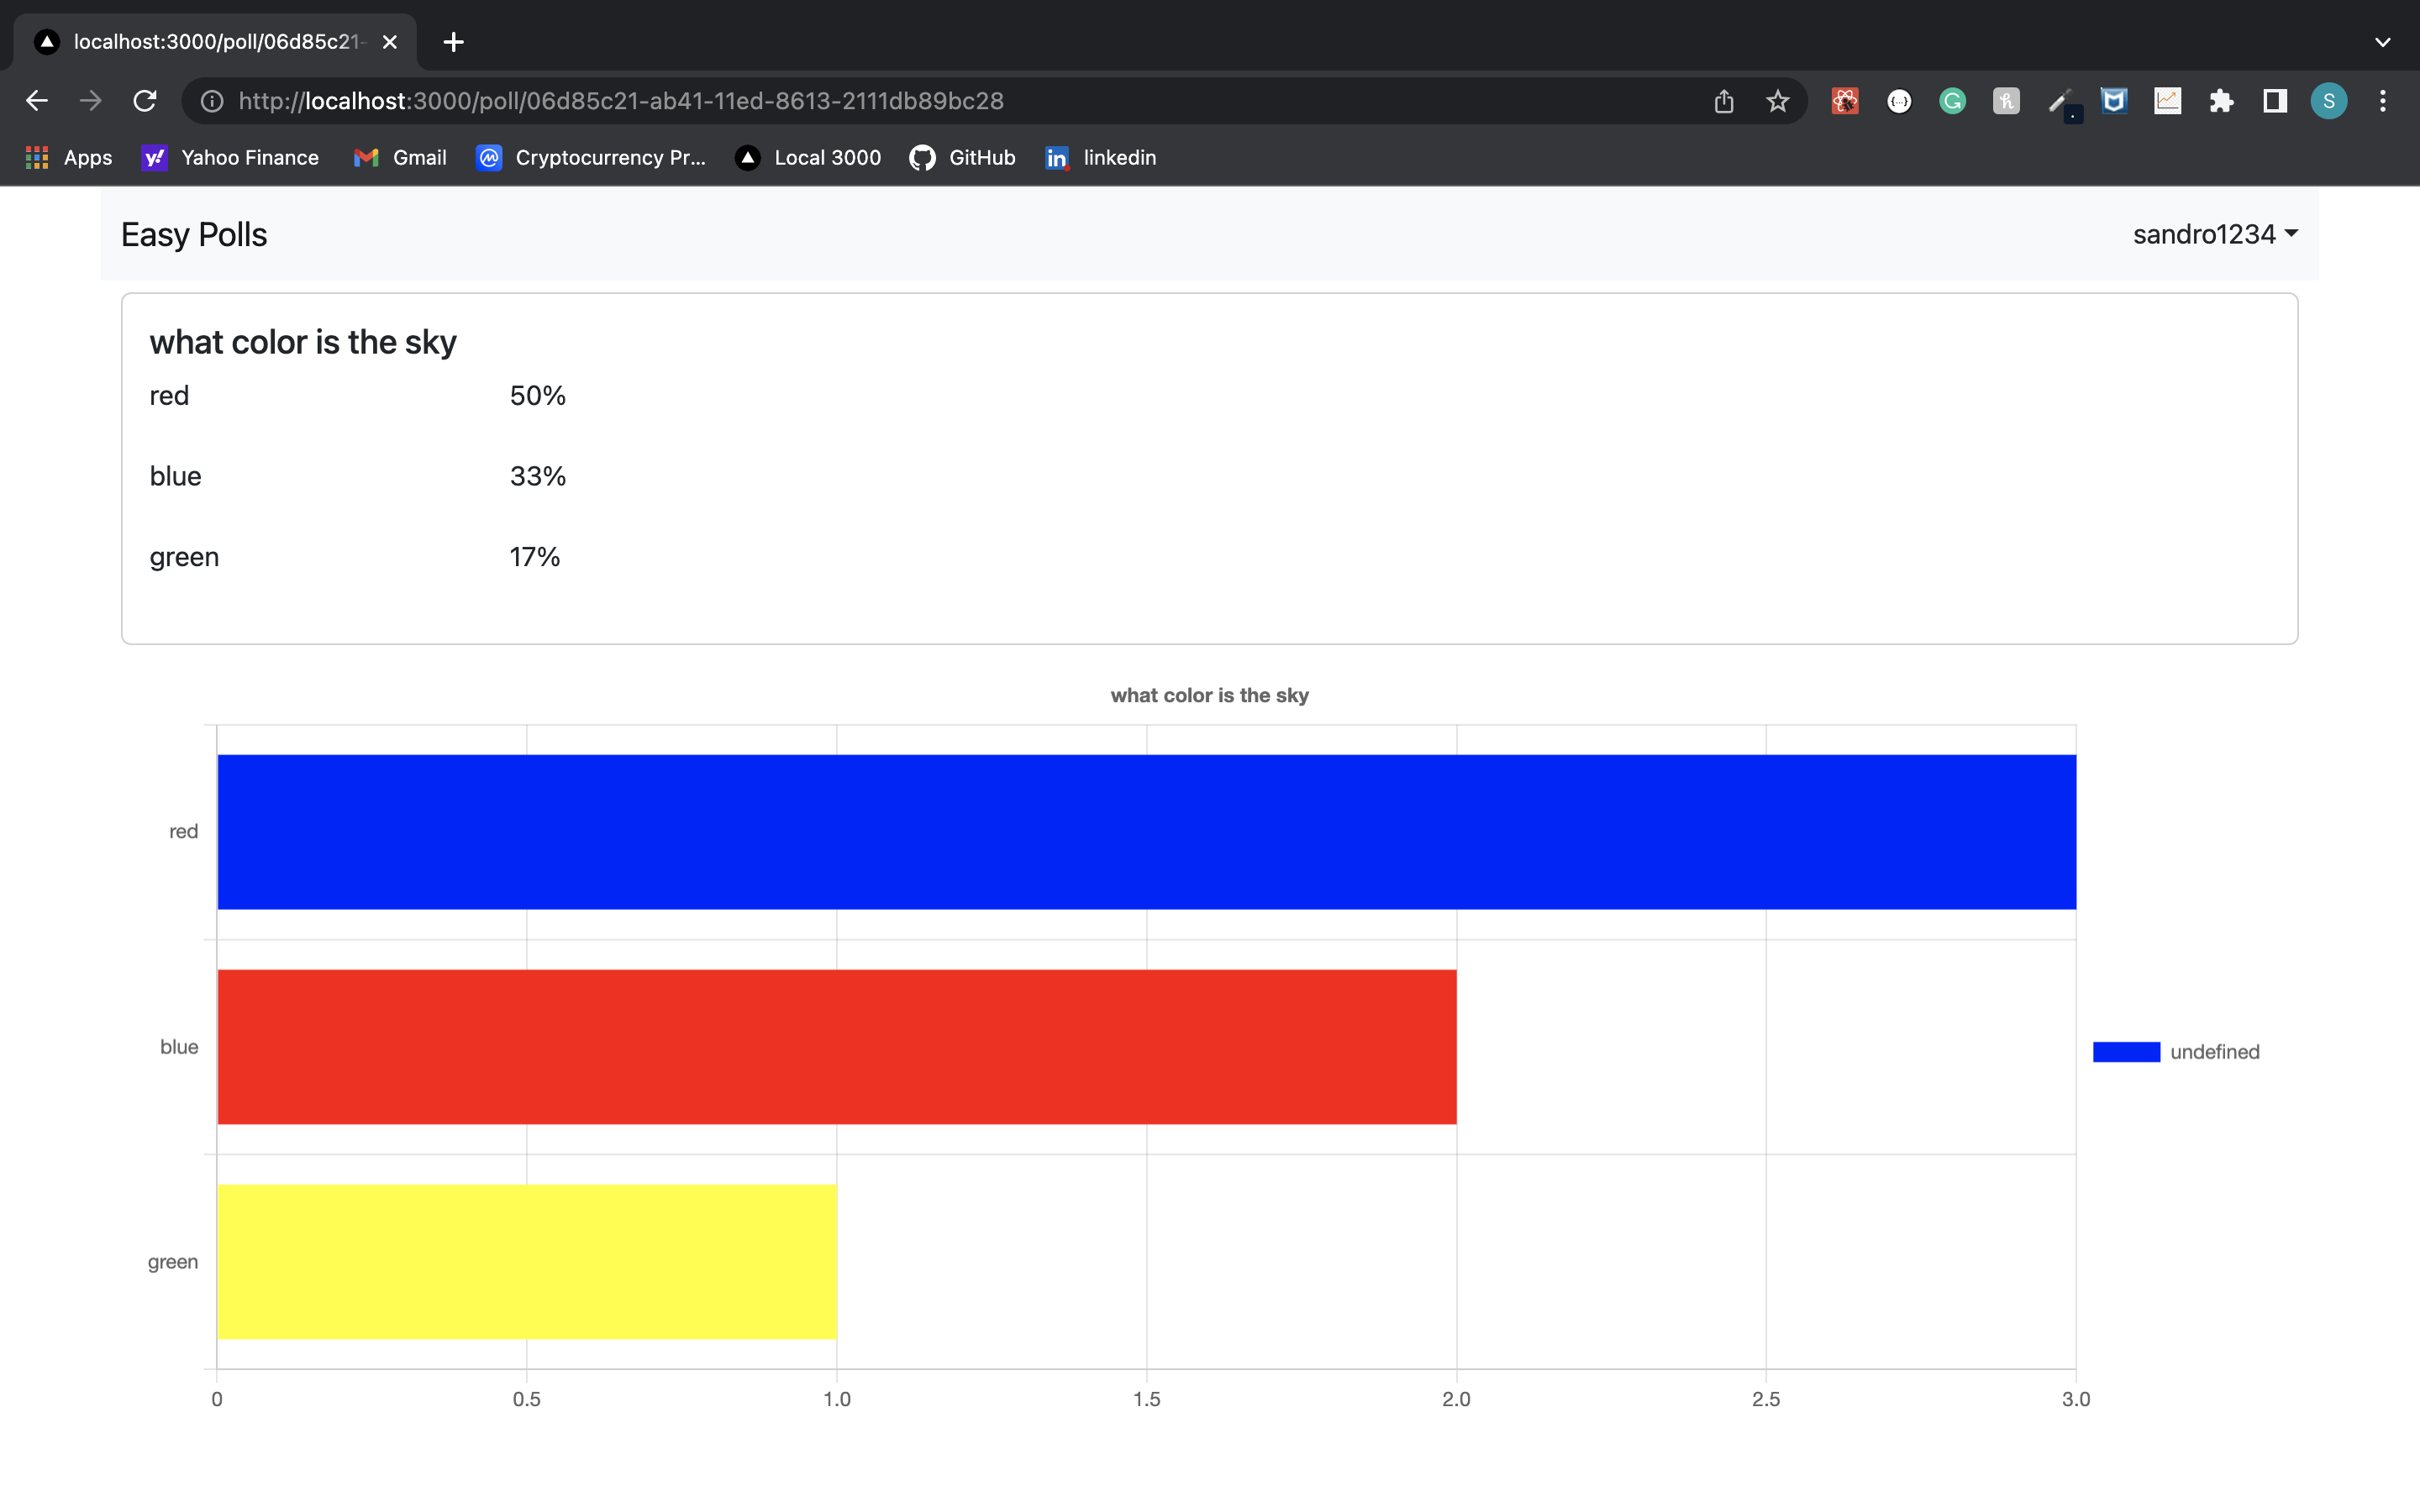 localhost:3000/poll/06d85c21-
http://localhost:3000/poll/06d85c21-ab41-11ed-8613-2111db89bc28
S
Apps Yahoo Finance Gmail Cryptocurrency Pr... Local 3000 GitHub linkedin
Easy Polls sandro1234
what color is the sky
red 50%
blue 33%
green 17%
what color is the sky
red
blue
undefined
green
0 0.5 1.0 1.5 2.0 2.5 3.0